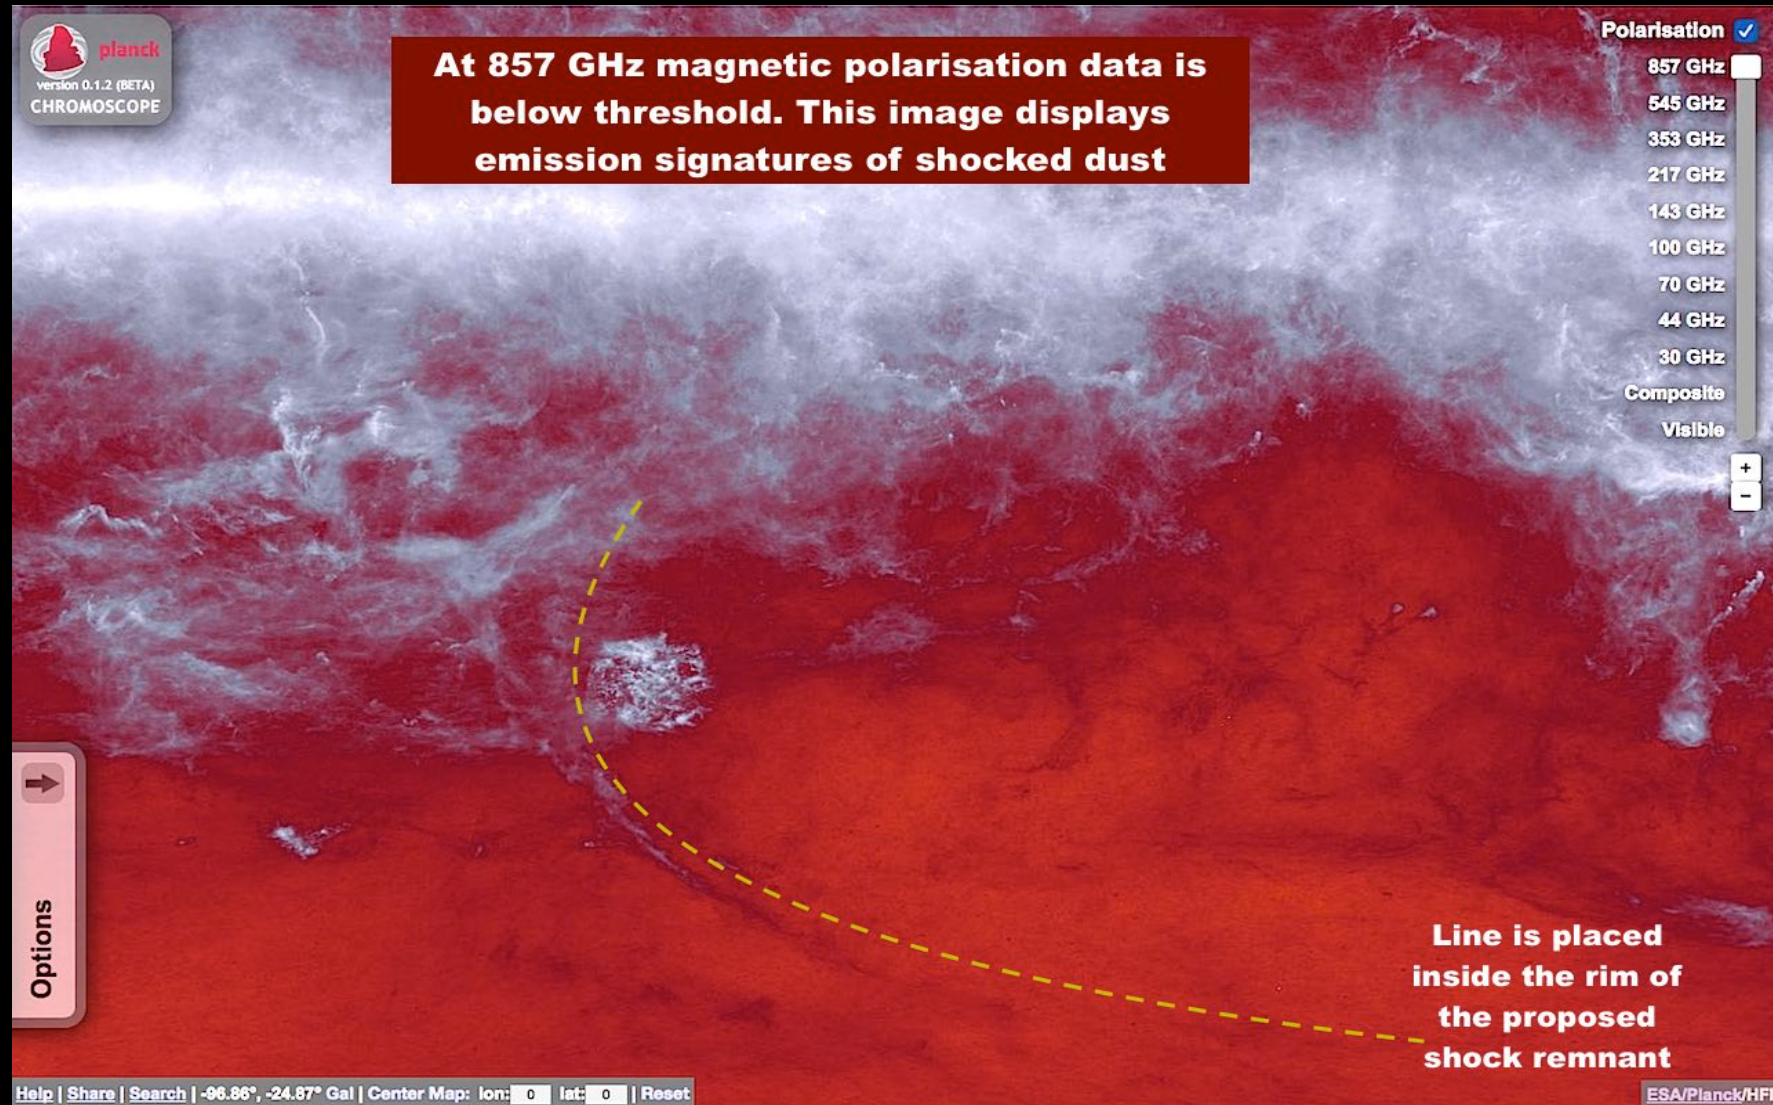 planck
version 0.1.2 (BETA)
CHROMOSCOPE
At 857 GHz magnetic polarisation data is
below threshold. This image displays
emission signatures of shocked dust
Polarisation
857 GHz
545 GHz
353 GHz
217 GHz
143 GHz
100 GHz
70 GHz
44 GHz
30 GHz
Composite
Visible
+
−
Options
Line is placed
inside the rim of
the proposed
shock remnant
Help | Share | Search | -96.86°, -24.87° Gal | Center Map: lon: 0 lat: 0 | Reset
ESA/Planck/HFI